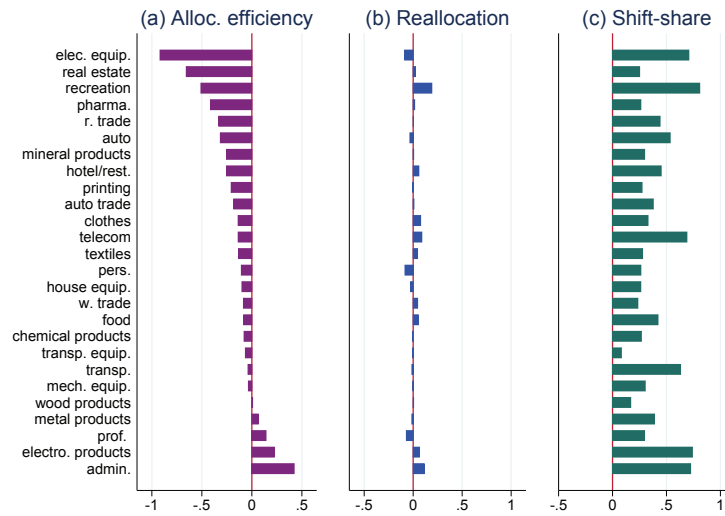 (a) Alloc. efficiency (b) Reallocation (c) Shift-share
elec. equip.
real estate
recreation
pharma.
r. trade
auto
mineral products
hotel/rest.
printing
auto trade
clothes
telecom
textiles
pers.
house equip.
w. trade
food
chemical products
transp. equip.
transp.
mech. equip.
wood products
metal products
prof.
electro. products
admin.
-1 -.5 0 .5 -.5 0 .5 1 -.5 0 .5 1